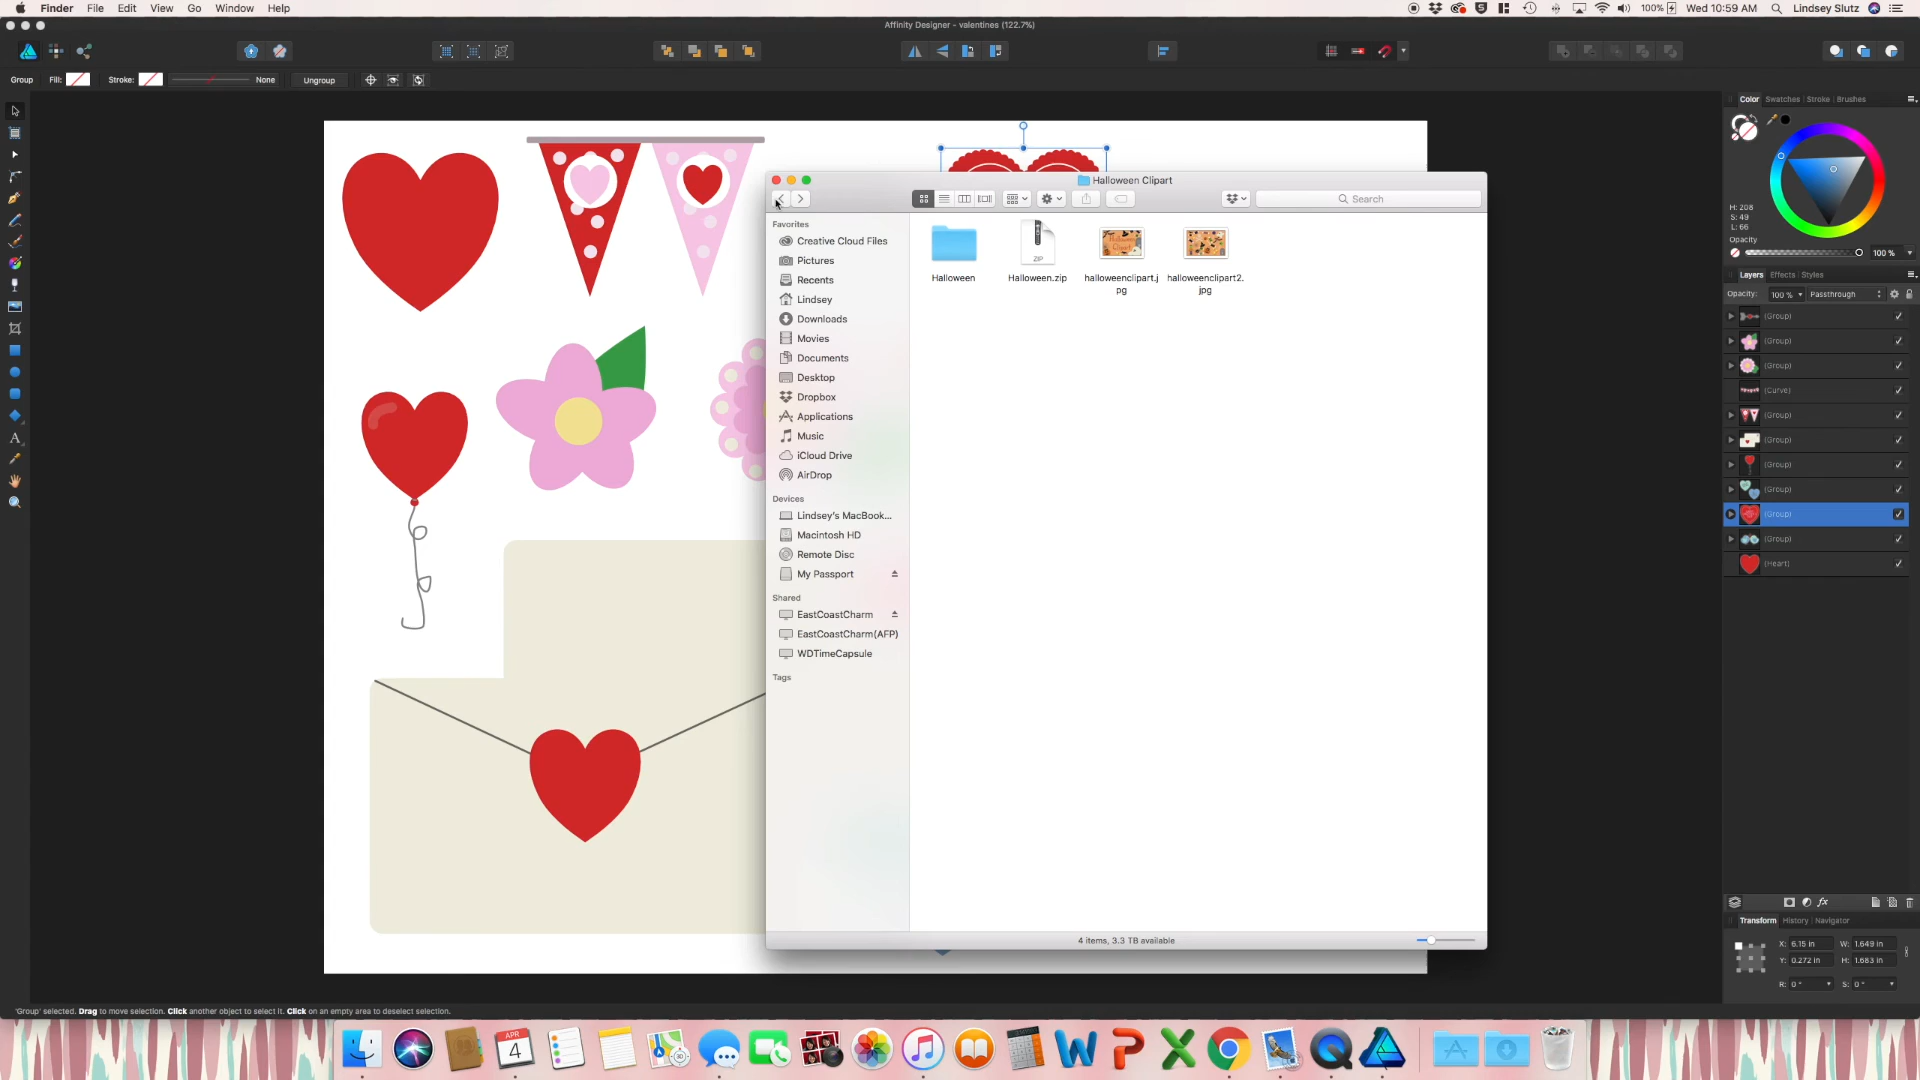 Finder File Edit View Go Window Help
100% Wed 10:59 AM Lindsey Slutz
Affinity Designer - valentines (122.7%)
Group Fill: Stroke: None Ungroup
Color Swatches Stroke Brushes
H: 208
S: 49
L: 66
Opacity
100 %
Layers Effects Styles
Opacity: 100 % Passthrough
(Group)
(Group)
(Group)
(Curve)
(Group)
(Group)
(Group)
(Group)
(Group)
(Group)
(Heart)
Halloween Clipart
Search
Favorites
Creative Cloud Files
Pictures
Recents
Lindsey
Downloads
Movies
Documents
Desktop
Dropbox
Applications
Music
iCloud Drive
AirDrop
Devices
Lindsey's MacBook...
Macintosh HD
Remote Disc
My Passport
Shared
EastCoastCharm
EastCoastCharm(AFP)
WDTimeCapsule
Tags
ZIP
Halloween Halloween.zip halloweenclipart.j halloweenclipart2.
pg jpg
4 items, 3.3 TB available
Transform History Navigator
X: 6.15 in W: 1.649 in
Y: 0.272 in H: 1.683 in
R: 0 ° S: 0 °
'Group' selected. Drag to move selection. Click another object to select it. Click on an empty area to deselect selection.
APR
4